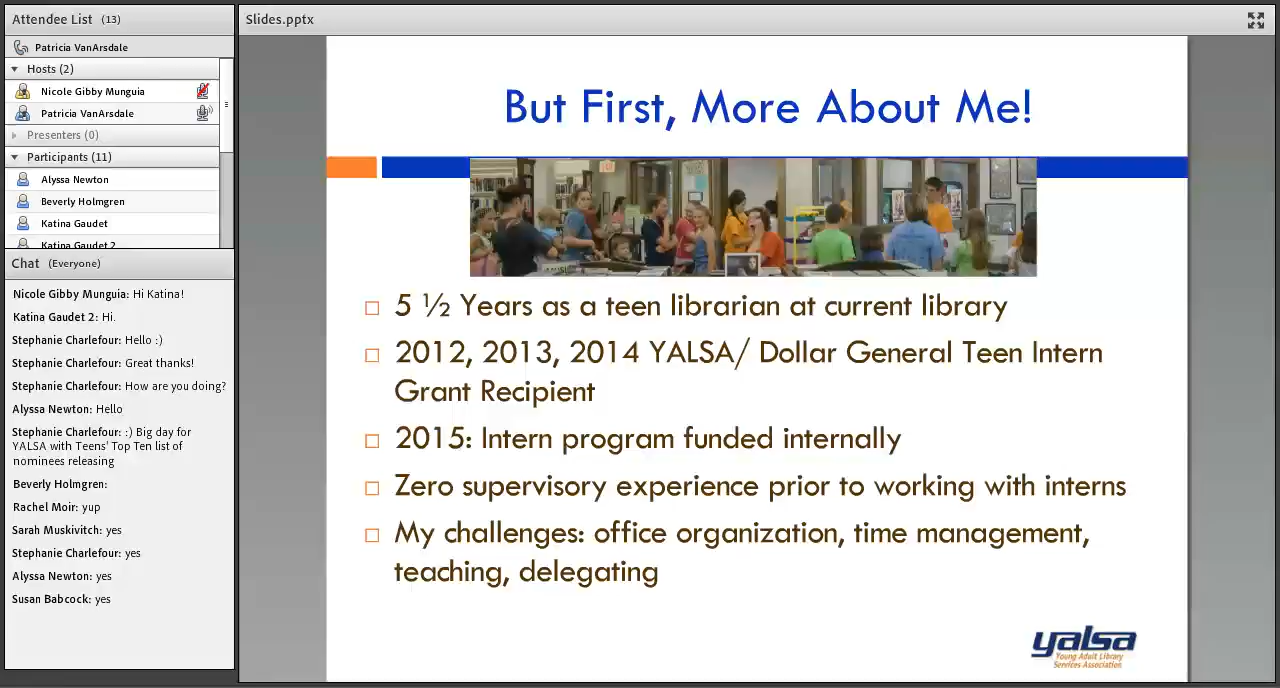 Attendee List (13)
Patricia VanArsdale
Hosts (2)
Nicole Gibby Munguia
Patricia VanArsdale
Presenters (0)
Participants (11)
Alyssa Newton
Beverly Holmgren
Katina Gaudet
Katina Gaudet 2
Chat (Everyone)
Nicole Gibby Munguia: Hi Katina!
Katina Gaudet 2: Hi.
Stephanie Charlefour: Hello :)
Stephanie Charlefour: Great thanks!
Stephanie Charlefour: How are you doing?
Alyssa Newton: Hello
Stephanie Charlefour: :) Big day for
YALSA with Teens' Top Ten list of
nominees releasing
Beverly Holmgren:
Rachel Moir: yup
Sarah Muskivitch: yes
Stephanie Charlefour: yes
Alyssa Newton: yes
Susan Babcock: yes
Slides.pptx
But First, More About Me!
5 ½ Years as a teen librarian at current library
2012, 2013, 2014 YALSA/ Dollar General Teen Intern
Grant Recipient
2015: Intern program funded internally
Zero supervisory experience prior to working with interns
My challenges: office organization, time management,
teaching, delegating
yalsa
Young Adult Library
Services Association